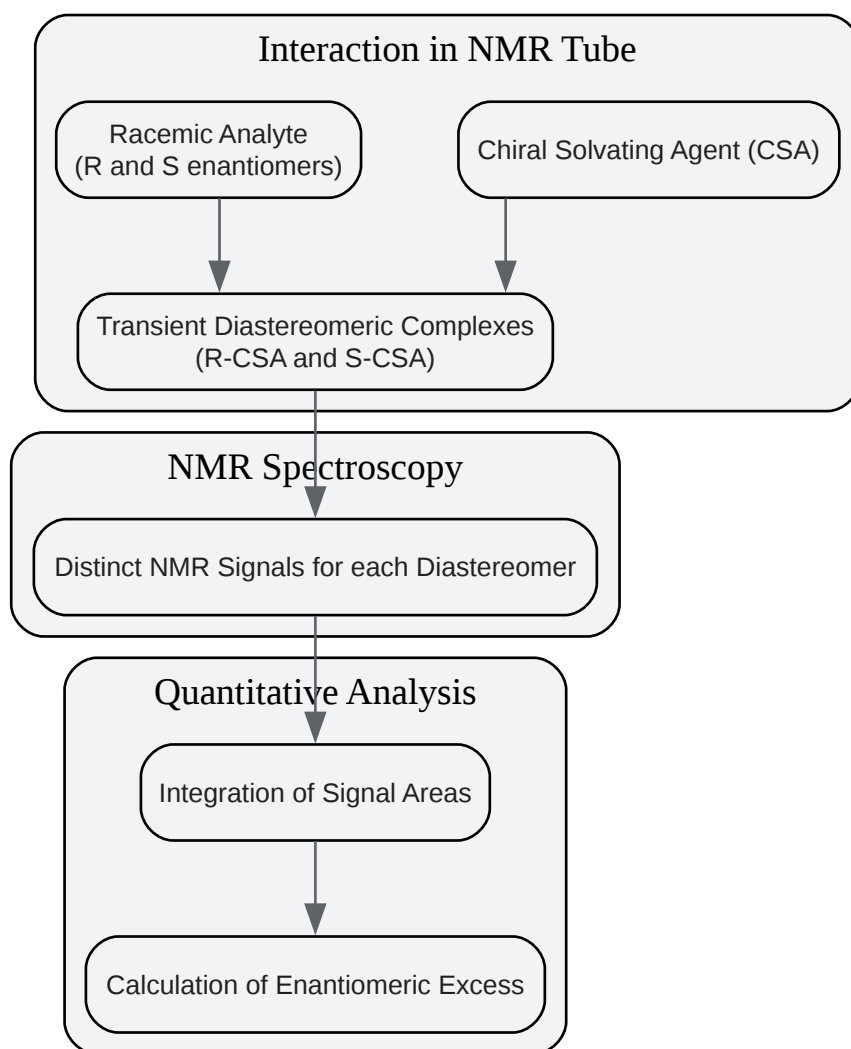 Interaction in NMR Tube
Racemic Analyte
(R and S enantiomers)
Chiral Solvating Agent (CSA)
Transient Diastereomeric Complexes
(R-CSA and S-CSA)
NMR Spectroscopy
Distinct NMR Signals for each Diastereomer
Quantitative Analysis
Integration of Signal Areas
Calculation of Enantiomeric Excess